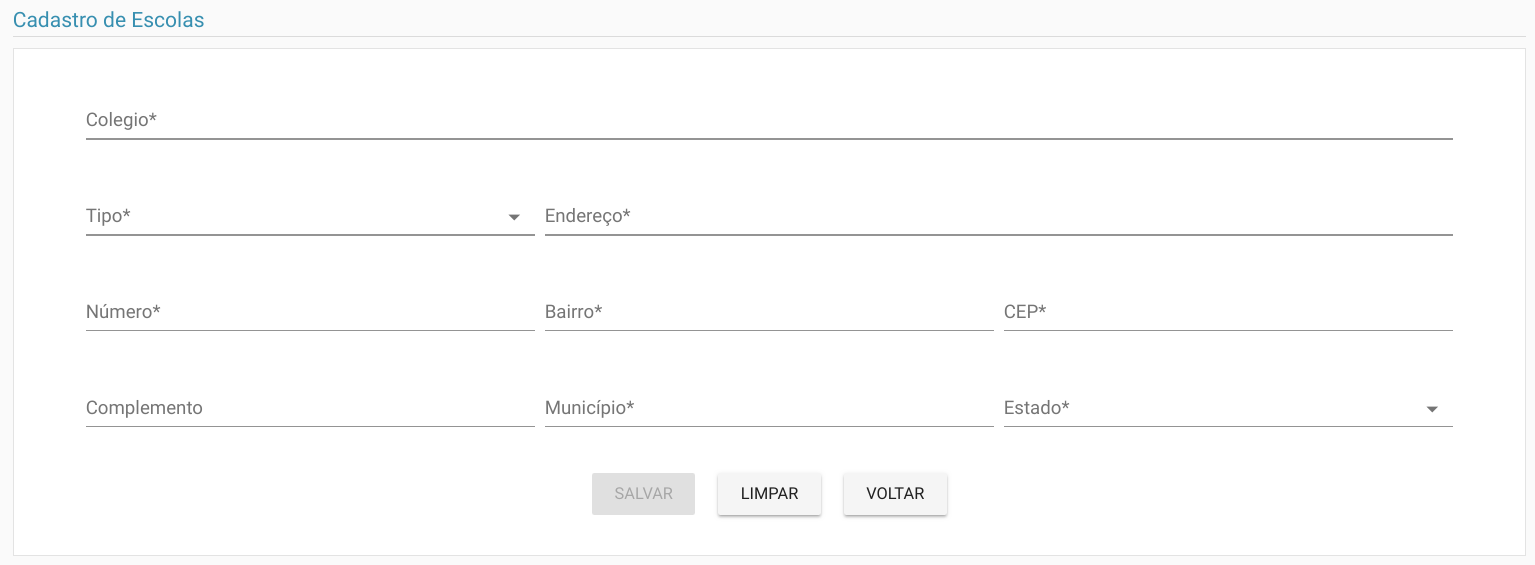 Cadastro de Escolas
Colegio*
Tipo* Endereço*
Número* Bairro* CEP*
Complemento Município* Estado*
SALVAR LIMPAR VOLTAR